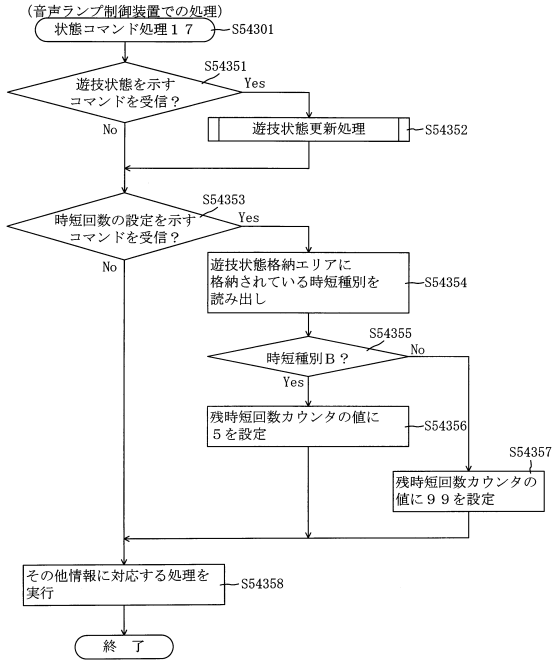 (音声ランプ制御装置での処理)
状態コマンド処理17
S54301
S54351
遊技状態を示す
コマンドを受信?
Yes
No
遊技状態更新処理
S54352
S54353
時短回数の設定を示す
コマンドを受信?
Yes
No
遊技状態格納エリアに
格納されている時短種別を
読み出し
S54354
S54355
時短種別B?
No
Yes
残時短回数カウンタの値に
5を設定
S54356
S54357
残時短回数カウンタの
値に99を設定
その他情報に対応する処理を
実行
S54358
終 了